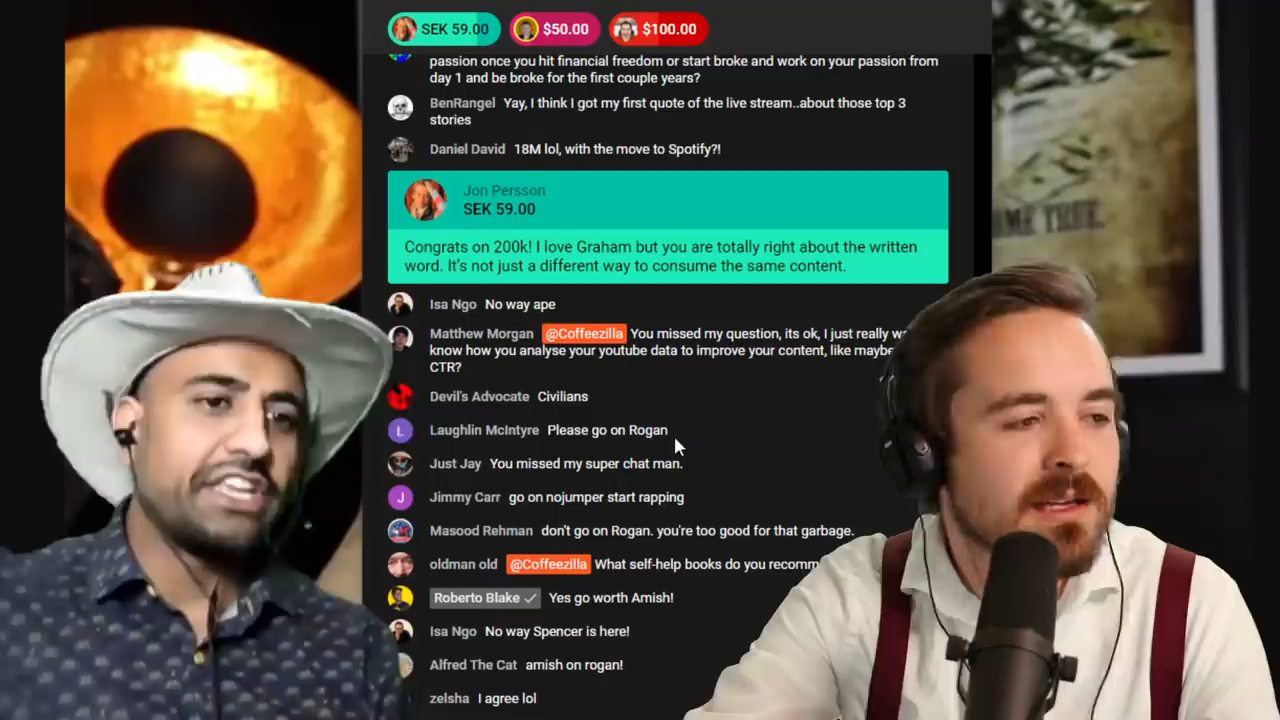 SEK 59.00 $50.00 $100.00
passion once you hit financial freedom or start broke and work on your passion from
day 1 and be broke for the first couple years?
BenRangel Yay, I think I got my first quote of the live stream..about those top 3
stories
Daniel David 18M lol, with the move to Spotify?!
Jon Persson
SEK 59.00
Congrats on 200k! I love Graham but you are totally right about the written
word. It's not just a different way to consume the same content.
Isa Ngo No way ape
Matthew Morgan @Coffeezilla You missed my question, its ok, I just really
know how you analyse your youtube data to improve your content, like maybe
CTR?
Devil's Advocate Civilians
L Laughlin McIntyre Please go on Rogan
Just Jay You missed my super chat man.
J Jimmy Carr go on nojumper start rapping
Masood Rehman don't go on Rogan. you're too good for that garbage.
oldman old @Coffeezilla What self-help books do you
Roberto Blake Yes go worth Amish!
Isa Ngo No way Spencer is here!
Alfred The Cat amish on rogan!
zelsha I agree lol
OME TRUE.